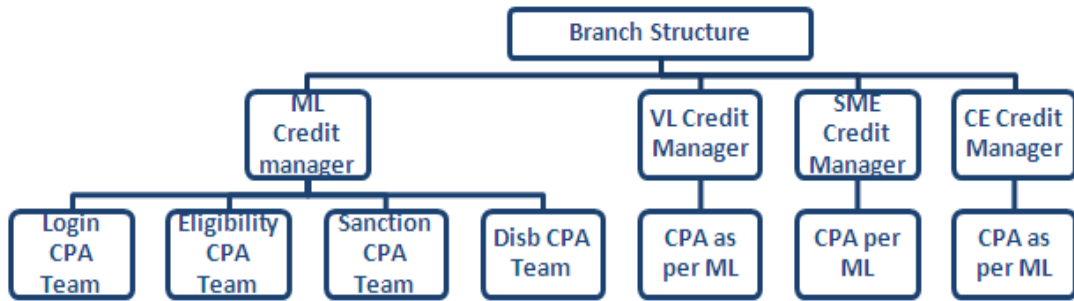 Branch Structure
ML
Credit
manager
VL Credit
Manager
SME
Credit
Manager
CE Credit
Manager
Login
CPA
Team
Eligibility
CPA
Team
Sanction
CPA
Team
Disb CPA
Team
CPA as
per ML
CPA per
ML
CPA as
per ML